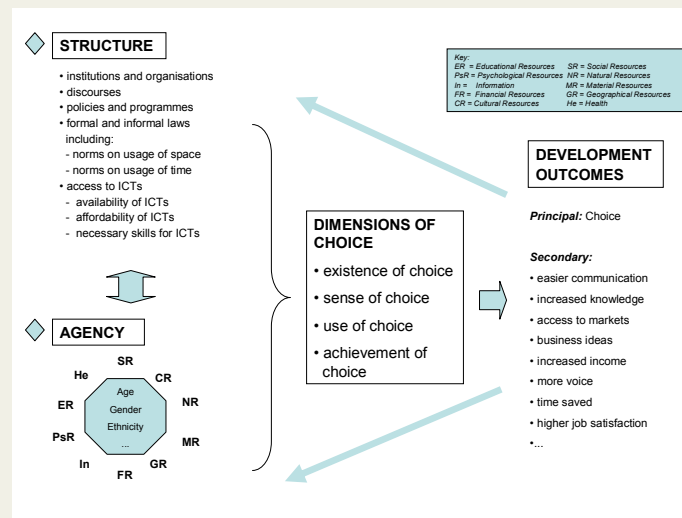 STRUCTURE
• institutions and organisations
• discourses
• policies and programmes
• formal and informal laws
including:
- norms on usage of space
- norms on usage of time
• access to ICTs
- availability of ICTs
- affordability of ICTs
- necessary skills for ICTs
AGENCY
SR
He
CR
ER
NR
PsR
MR
In
GR
FR
Age
Gender
Ethnicity
...
DIMENSIONS OF
CHOICE
• existence of choice
• sense of choice
• use of choice
• achievement of
choice
Key:
ER = Educational Resources SR = Social Resources
PsR = Psychological Resources NR = Natural Resources
In = Information MR = Material Resources
FR = Financial Resources GR = Geographical Resources
CR = Cultural Resources He = Health
DEVELOPMENT
OUTCOMES
Principal: Choice
Secondary:
• easier communication
• increased knowledge
• access to markets
• business ideas
• increased income
• more voice
• time saved
• higher job satisfaction
•...